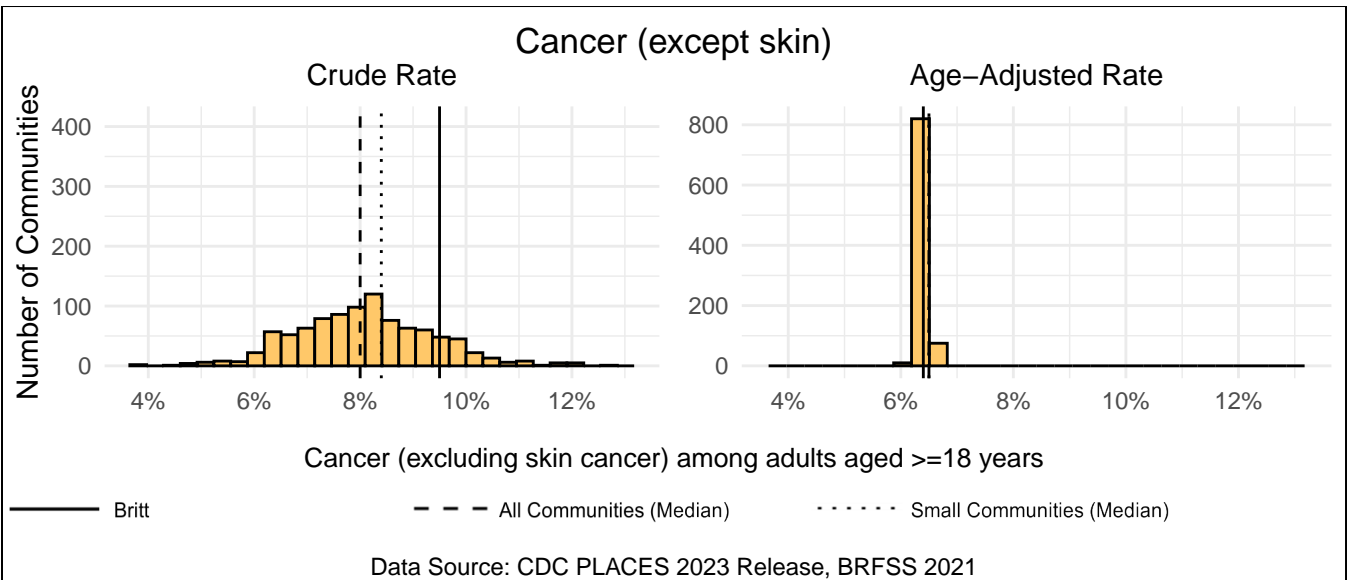 Cancer (except skin)
Crude Rate
Age−Adjusted Rate
Number of Communities
400
300
200
100
0
4%
6%
8%
10%
12%
800
600
400
200
0
4%
6%
8%
10%
12%
Cancer (excluding skin cancer) among adults aged >=18 years
Britt
All Communities (Median)
Small Communities (Median)
Data Source: CDC PLACES 2023 Release, BRFSS 2021